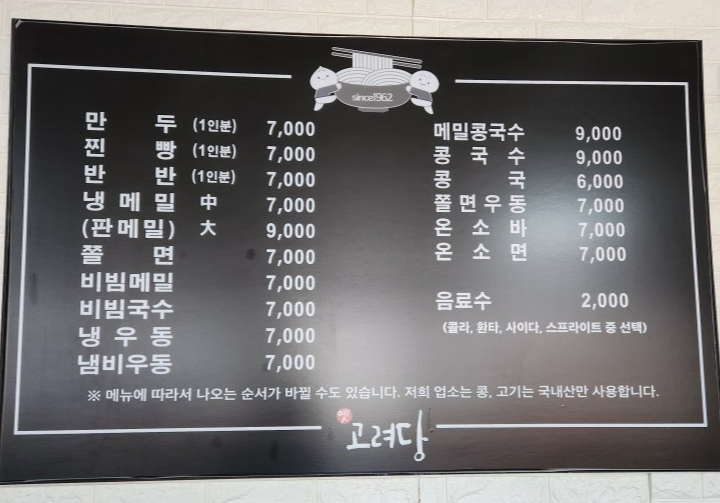 since1962
만 두 (1인분) 7,000
찐 빵 (1인분) 7,000
반 반 (1인분) 7,000
냉 메 밀 中 7,000
(판메밀) 大 9,000
쫄 면 7,000
비빔메밀 7,000
비빔국수 7,000
냉 우 동 7,000
냄비우동 7,000
메밀콩국수 9,000
콩 국 수 9,000
콩 국 6,000
쫄면우동 7,000
온 소 바 7,000
온 소 면 7,000
음료수 2,000
(콜라, 환타, 사이다, 스프라이트 중 선택)
※ 메뉴에 따라서 나오는 순서가 바뀔 수도 있습니다. 저희 업소는 콩, 고기는 국내산만 사용합니다.
고려당